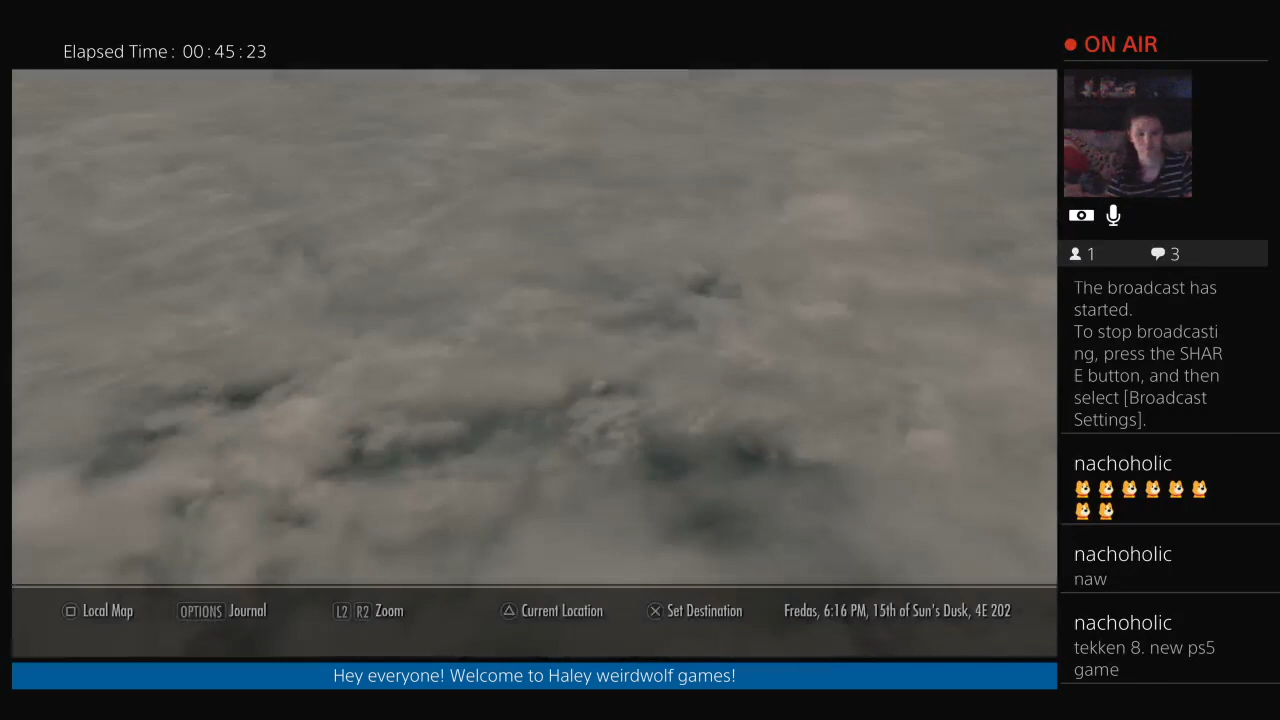 Elapsed Time: 00:45:23
ON AIR
1 3
The broadcast has
started.
To stop broadcasti
ng, press the SHAR
E button, and then
select [Broadcast
Settings].
nachoholic
nachoholic
naw
nachoholic
tekken 8. new ps5
game
Local Map OPTIONS Journal L2 R2 Zoom Current Location Set Destination Fredas, 6:16 PM, 15th of Sun's Dusk, 4E 202
Hey everyone! Welcome to Haley weirdwolf games!